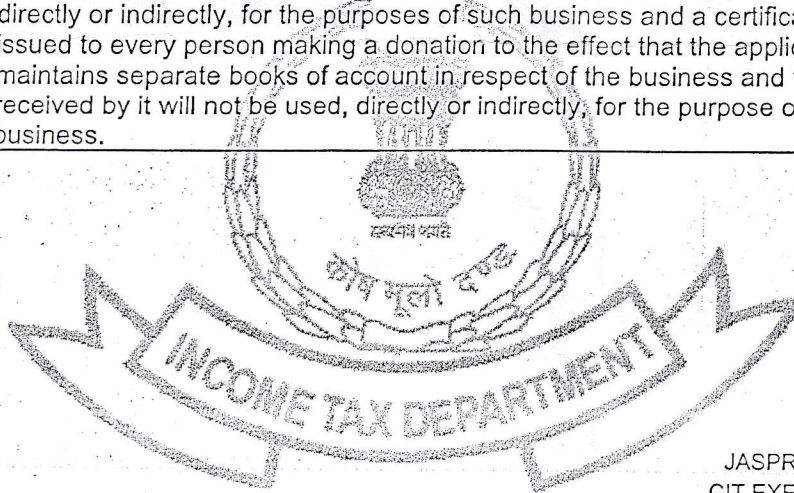 directly or indirectly, for the purposes of such business and a certifica
issued to every person making a donation to the effect that the applic
maintains separate books of account in respect of the business and
received by it will not be used, directly or indirectly, for the purpose o
business.
सत्यमेव जयते
कोष मूलो दण्डः
INCOME TAX DEPARTMENT
JASPR
CIT EXE